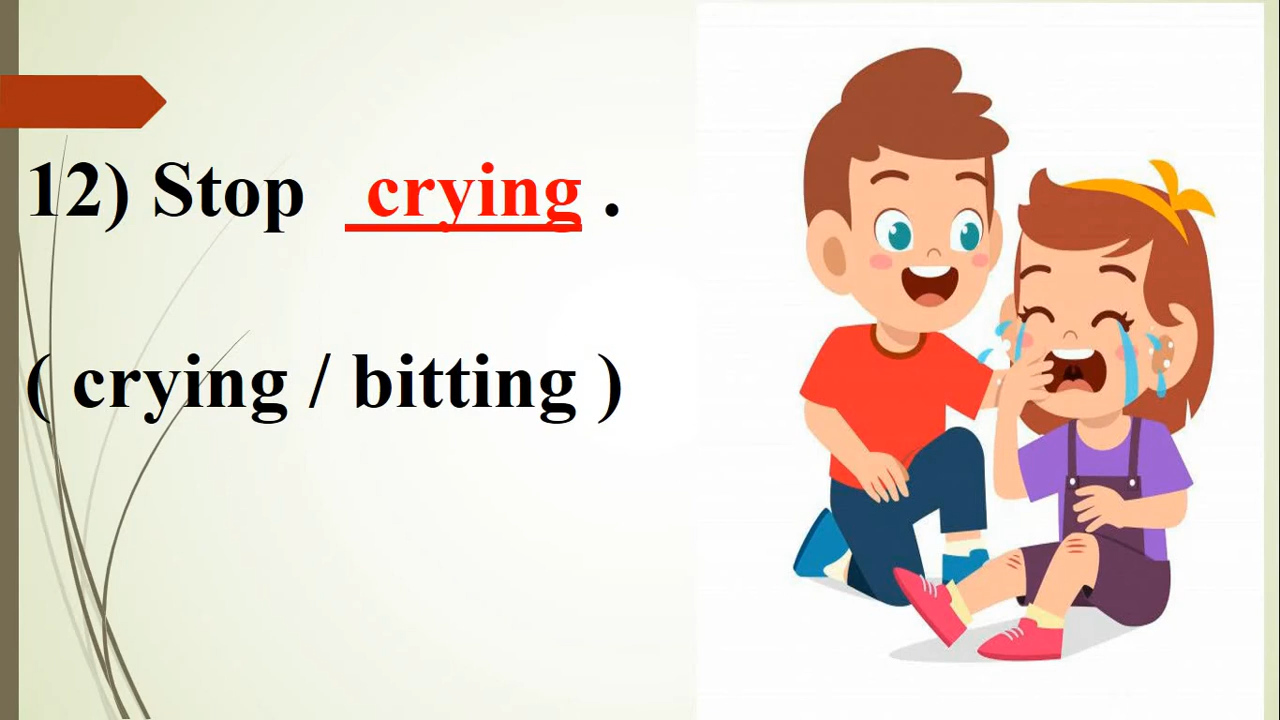 12) Stop crying .
( crying / bitting )